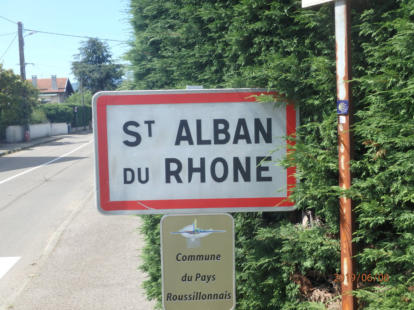 ST ALBAN
DU RHONE
Commune
du Pays
Roussillonnais